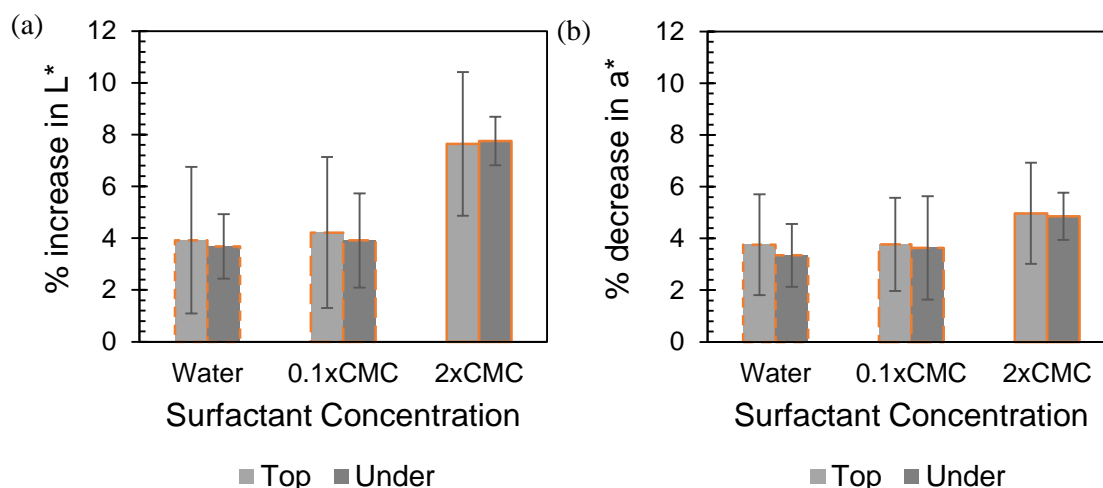 (a)
% increase in L*
12
10
8
6
4
2
0
Water 0.1xCMC 2xCMC
Surfactant Concentration
Top Under
(b)
% decrease in a*
12
10
8
6
4
2
0
Water 0.1xCMC 2xCMC
Surfactant Concentration
Top Under